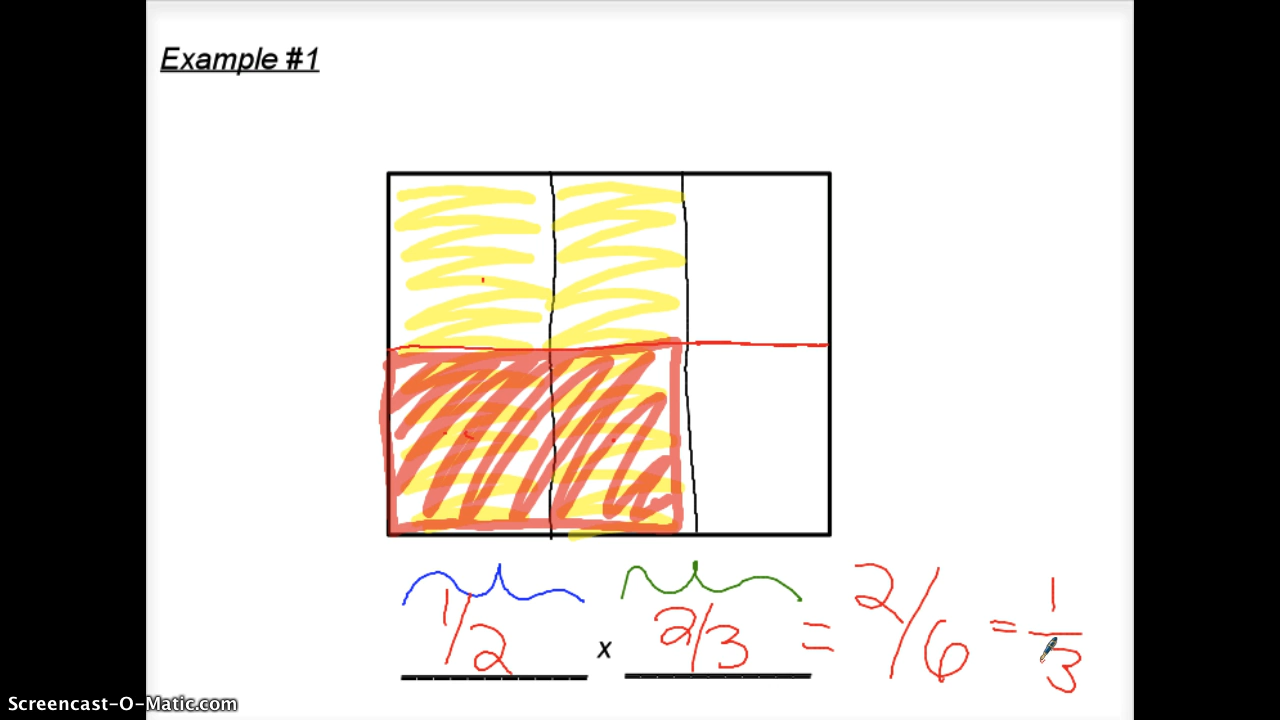 Example #1
1/2 x 2/3 = 2/6 = 1/3
Screencast-O-Matic.com